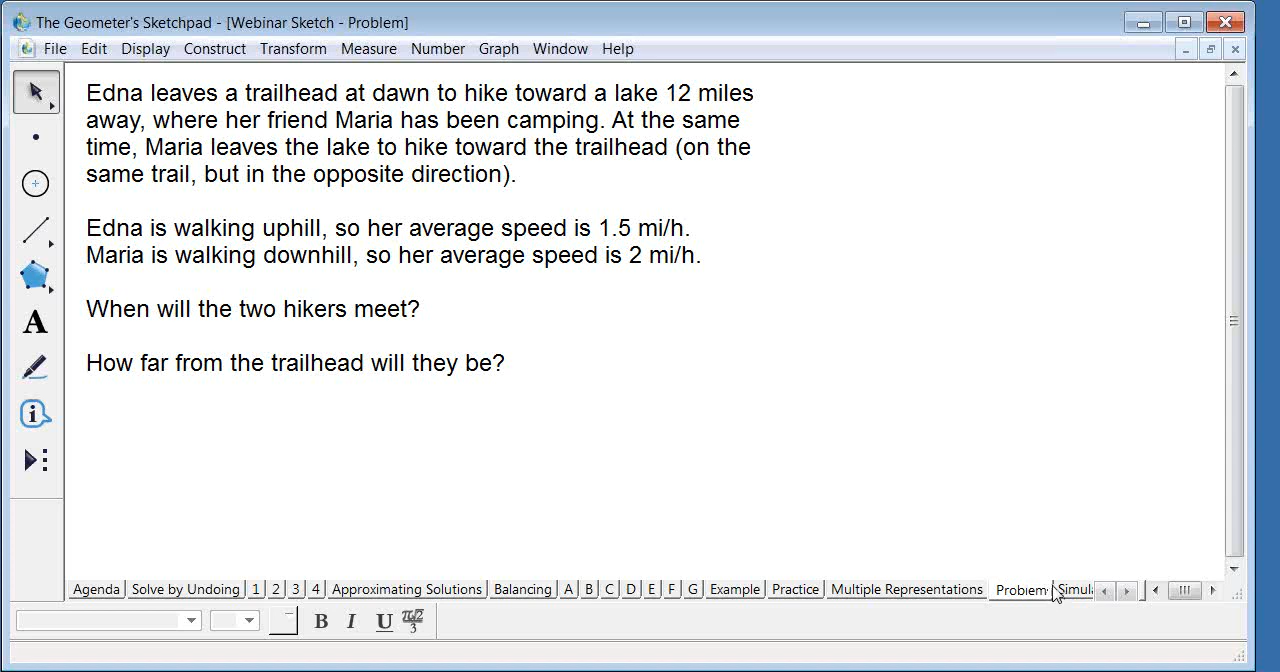 The Geometer's Sketchpad - [Webinar Sketch - Problem]
File Edit Display Construct Transform Measure Number Graph Window Help
Edna leaves a trailhead at dawn to hike toward a lake 12 miles
away, where her friend Maria has been camping. At the same
time, Maria leaves the lake to hike toward the trailhead (on the
same trail, but in the opposite direction).
Edna is walking uphill, so her average speed is 1.5 mi/h.
Maria is walking downhill, so her average speed is 2 mi/h.
When will the two hikers meet?
How far from the trailhead will they be?
A
i
Agenda Solve by Undoing 1 2 3 4 Approximating Solutions Balancing A B C D E F G Example Practice Multiple Representations Problem Simul
B I U